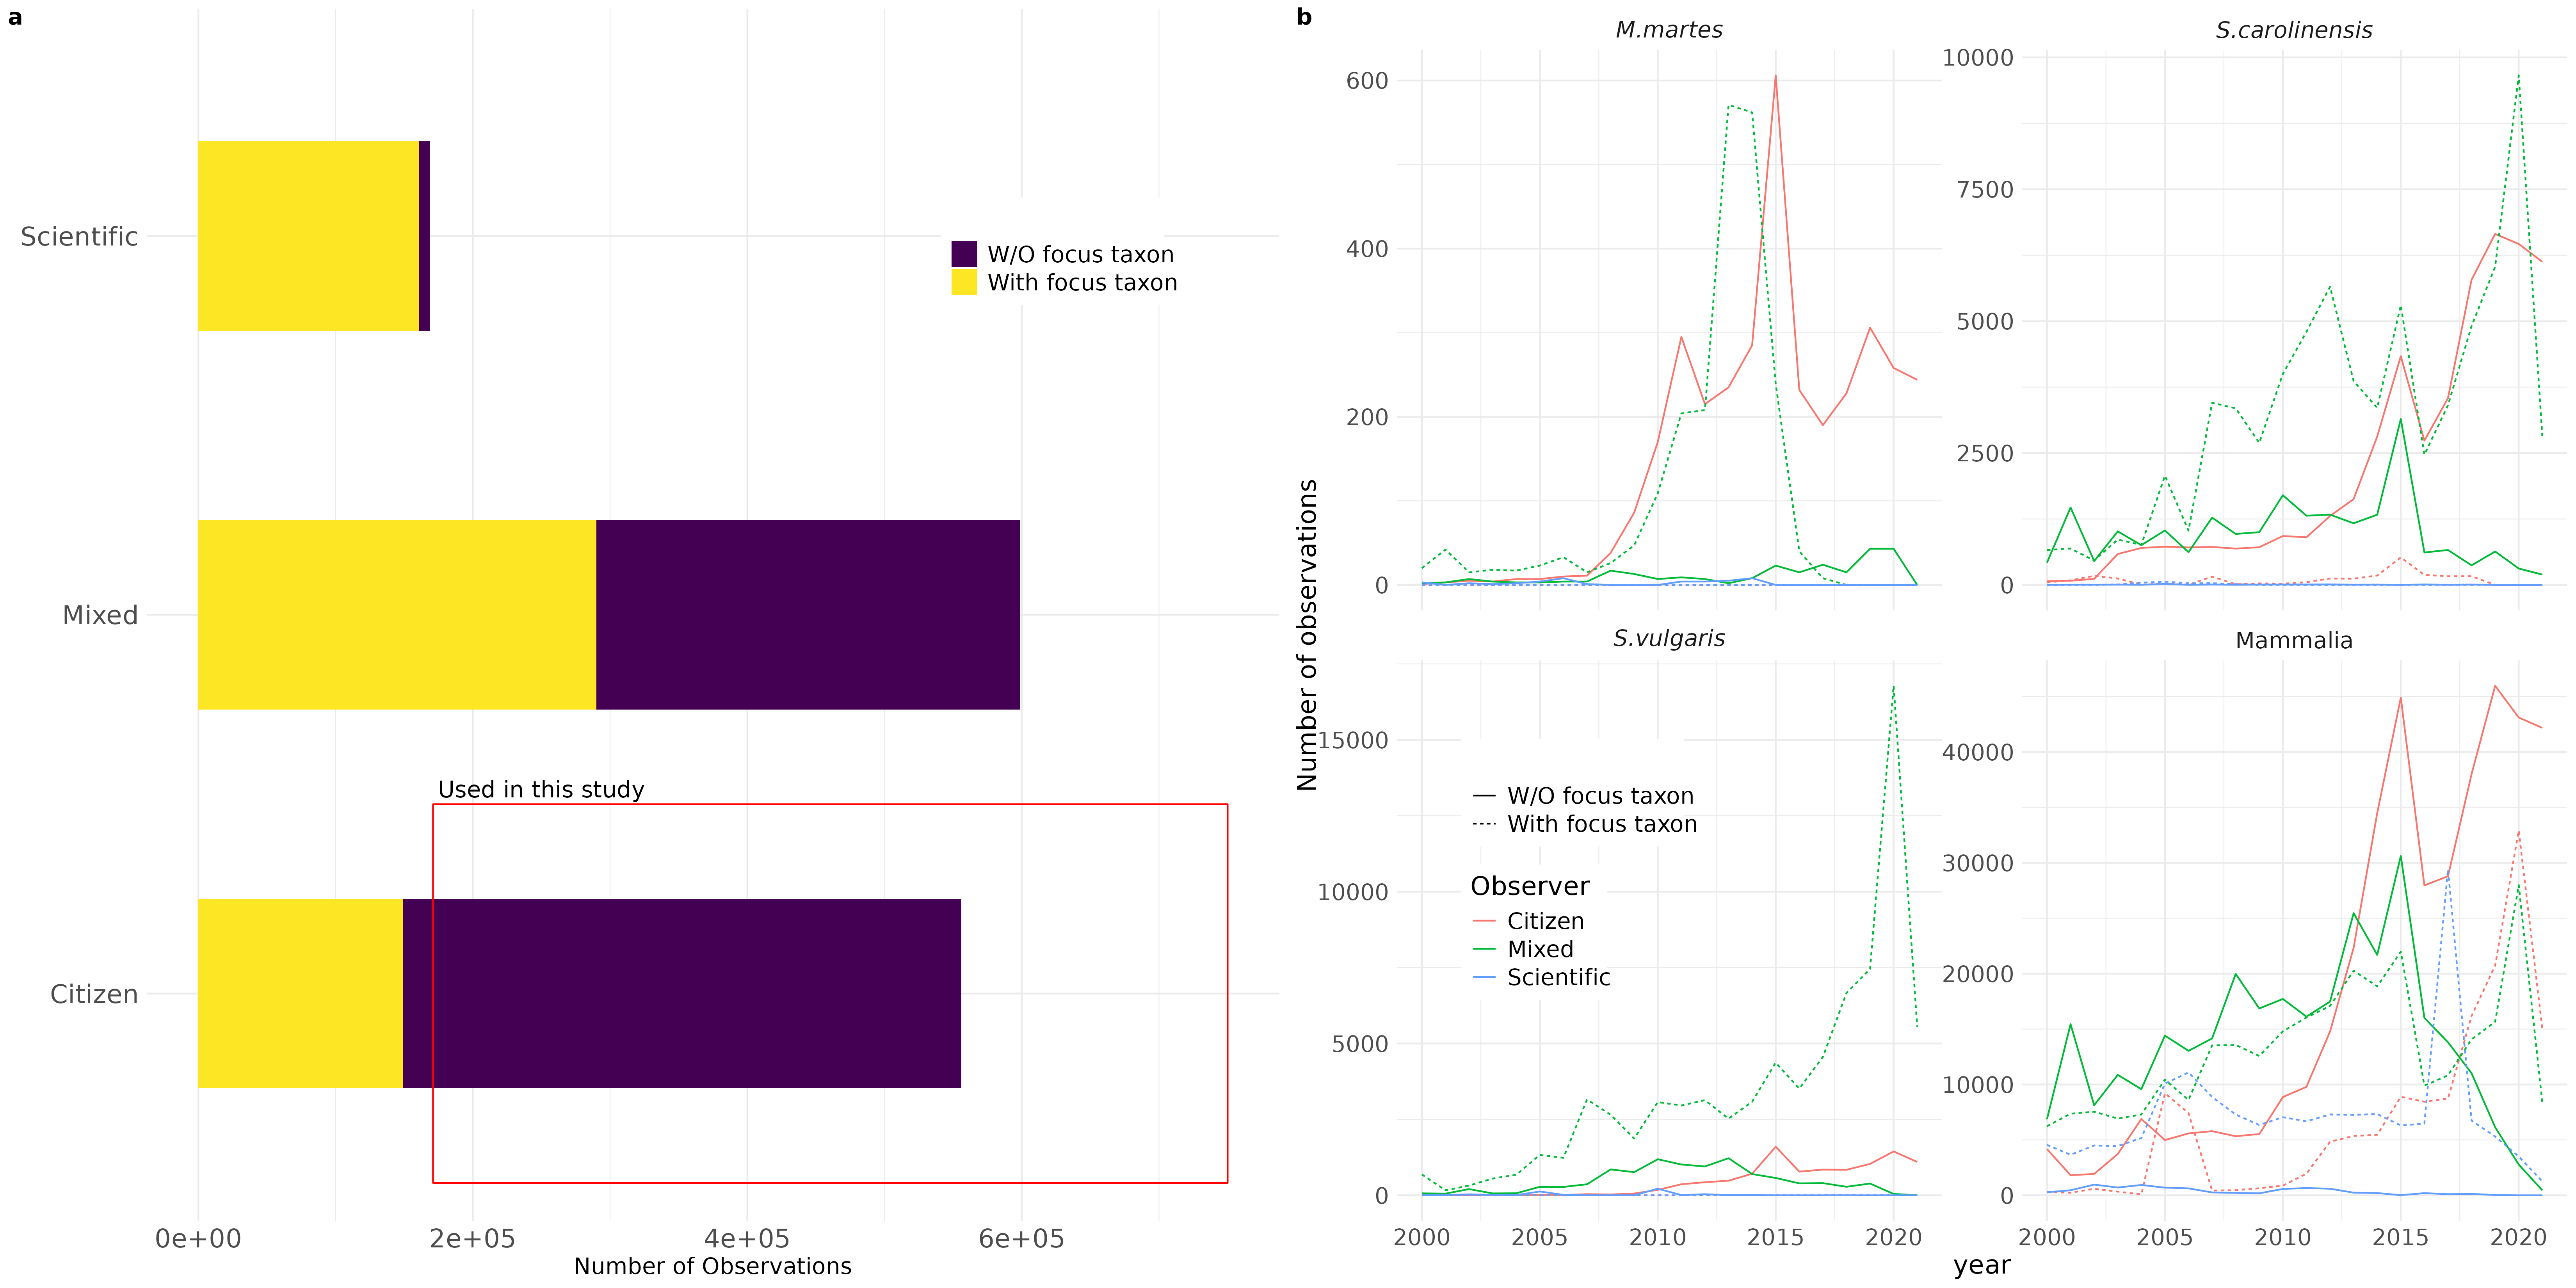 a
Scientific
Mixed
Citizen
W/O focus taxon
With focus taxon
Used in this study
0e+00
2e+05
4e+05
6e+05
Number of Observations
b
Number of observations
M.martes
600
400
200
0
S.carolinensis
10000
7500
5000
2500
0
S.vulgaris
15000
10000
5000
0
W/O focus taxon
With focus taxon
Observer
Citizen
Mixed
Scientific
2000
2005
2010
2015
2020
Mammalia
40000
30000
20000
10000
0
2000
2005
2010
2015
2020
year